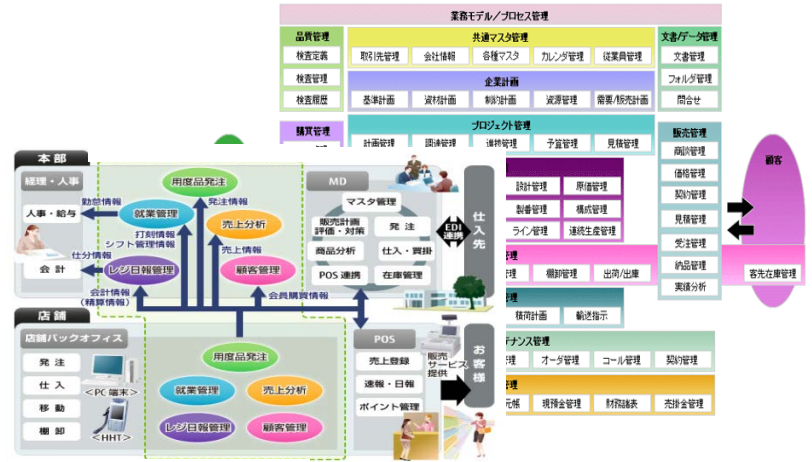 業務モデル／プロセス管理
品質管理
検査定義
検査管理
検査履歴
共通マスタ管理
取引先管理 会社情報 各種マスタ カレンダ管理 従業員管理
文書/データ管理
文書管理
フォルダ管理
問合せ
企業計画
基準計画 資材計画 制約計画 資源管理 需要/販売計画
購買管理
プロジェクト管理
計画管理 調達管理 進捗管理 予算管理 見積管理
販売管理
商談管理
価格管理
契約管理
見積管理
受注管理
納品管理
実績分析
顧客
設計管理 原価管理
製番管理 構成管理
ライン管理 連続生産管理
棚卸管理 出荷/出庫
客先在庫管理
積荷計画 輸送指示
テナンス管理
オーダ管理 コール管理 契約管理
現預金管理 財務諸表 売掛金管理
本部
経理・人事
勤怠情報
人事・給与
仕分情報
会計
会計情報
（精算情報）
用度品発注
就業管理
発注情報
売上分析
打刻情報
シフト管理情報
売上情報
レジ日報管理
顧客管理
会員購買情報
MD
マスタ管理
販売計画
評価・対策
発注
商品分析
仕入・買掛
POS 連携
在庫管理
EDI
連携
仕入先
店舗
店舗バックオフィス
発注
仕入
移動
棚卸
<PC 端末>
<HHT>
用度品発注
就業管理
売上分析
レジ日報管理
顧客管理
POS
売上登録
速報・日報
ポイント管理
販売
サービス
提供
お客様